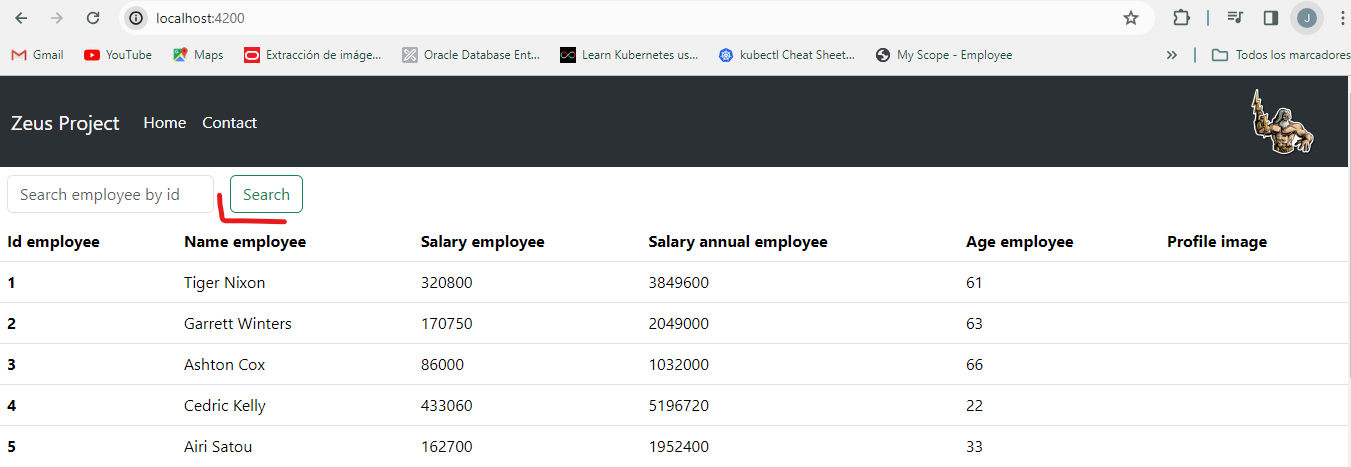 localhost:4200
J
Gmail YouTube Maps Extracción de imáge... Oracle Database Ent... Learn Kubernetes us... kubectl Cheat Sheet... My Scope - Employee » Todos los marcadores
Zeus Project Home Contact
Search employee by id Search
Id employee Name employee Salary employee Salary annual employee Age employee Profile image
1 Tiger Nixon 320800 3849600 61
2 Garrett Winters 170750 2049000 63
3 Ashton Cox 86000 1032000 66
4 Cedric Kelly 433060 5196720 22
5 Airi Satou 162700 1952400 33